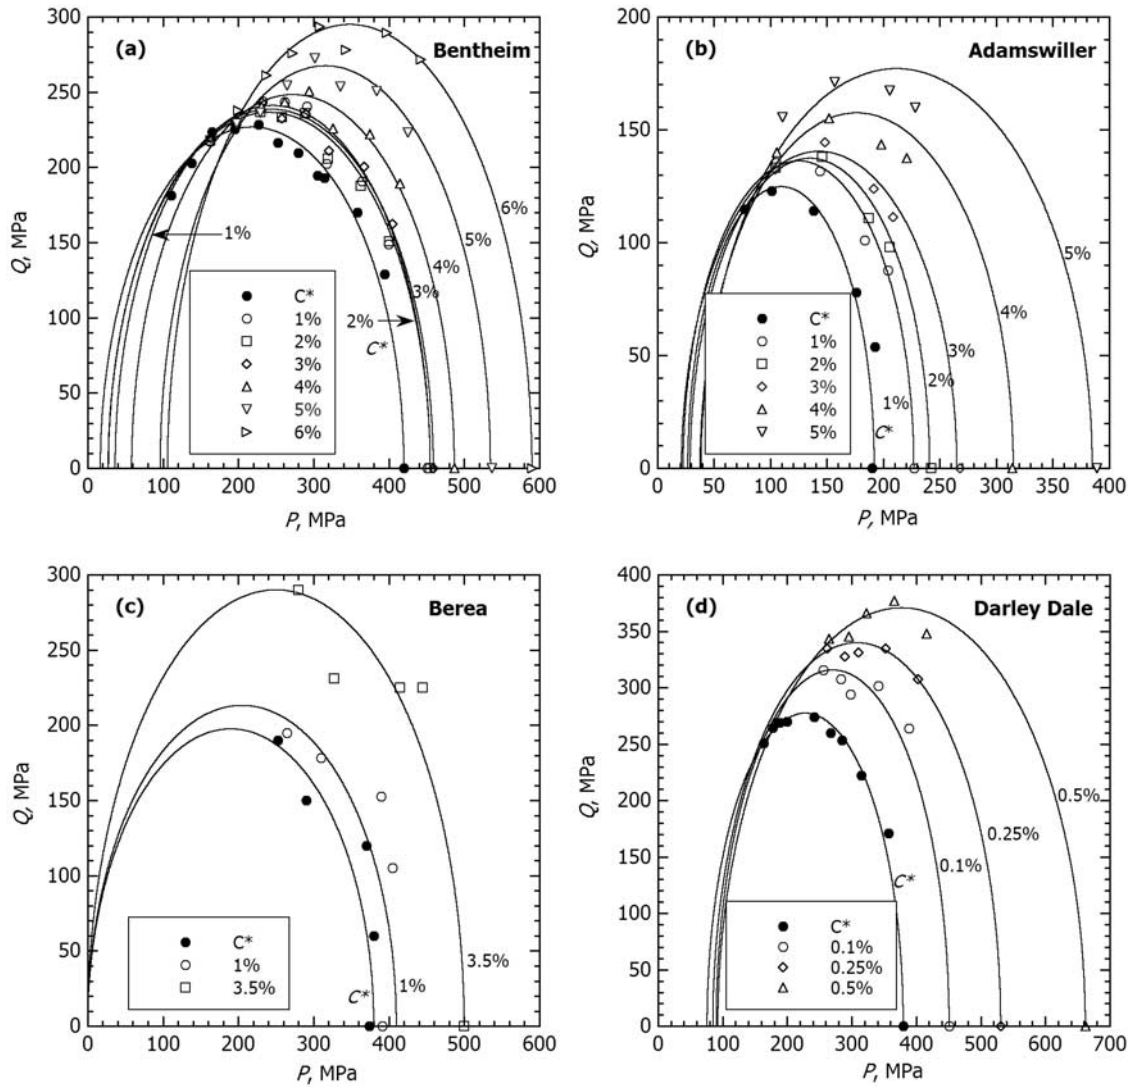 (a) Bentheim
300
250
200
150
100
50
0
Q, MPa
0 100 200 300 400 500 600
P, MPa
1%
2%
3%
4%
5%
6%
C*
C*
1%
2%
3%
4%
5%
6%
(b) Adamswiller
200
150
100
50
0
Q, MPa
0 50 100 150 200 250 300 350 400
P, MPa
C*
1%
2%
3%
4%
5%
C*
1%
2%
3%
4%
5%
(c) Berea
300
250
200
150
100
50
0
Q, MPa
0 100 200 300 400 500 600
P, MPa
C*
1%
3.5%
C*
1%
3.5%
(d) Darley Dale
400
350
300
250
200
150
100
50
0
Q, MPa
0 100 200 300 400 500 600 700
P, MPa
C*
0.1%
0.25%
0.5%
C*
0.1%
0.25%
0.5%